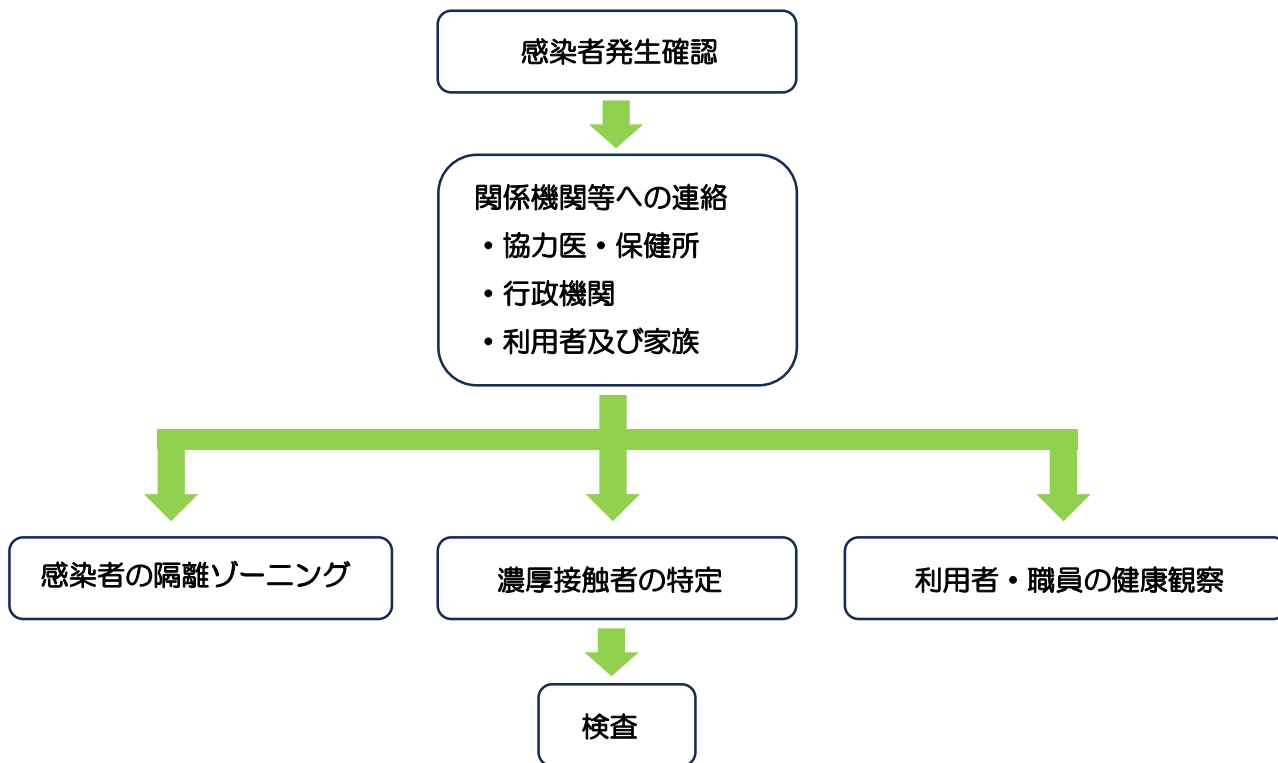 感染者発生確認
関係機関等への連絡
・協力医・保健所
・行政機関
・利用者及び家族
感染者の隔離ゾーニング
濃厚接触者の特定
利用者・職員の健康観察
検査